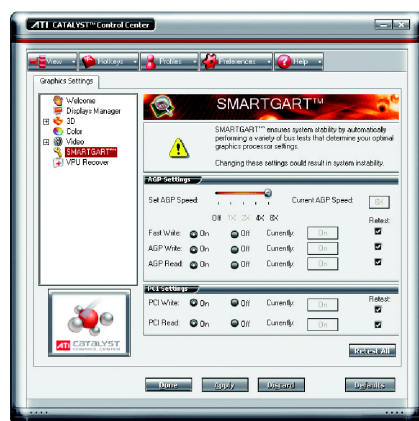 ATI CATALYST™ Control Center
View
Hotkeys
Profiles
Preferences
Help
Graphics Settings
Welcome
Displays Manager
3D
Color
Video
SMARTGART™
VPU Recover
SMARTGART™
SMARTGART™ ensures system stability by automatically
performing a variety of bus tests that determine your optimal
graphics processor settings.
Changing these settings could result in system instability.
AGP Settings
Set AGP Speed: Current AGP Speed: 8X
Off 1X 2X 4X 8X
Retest:
Fast Write: On Off Currently: On
AGP Write: On Off Currently: On
AGP Read: On Off Currently: On
PCI Settings
Retest:
PCI Write: On Off Currently: On
PCI Read: On Off Currently: On
ATI CATALYST
CONTROL CENTER
Retest All
Done Apply Discard Defaults